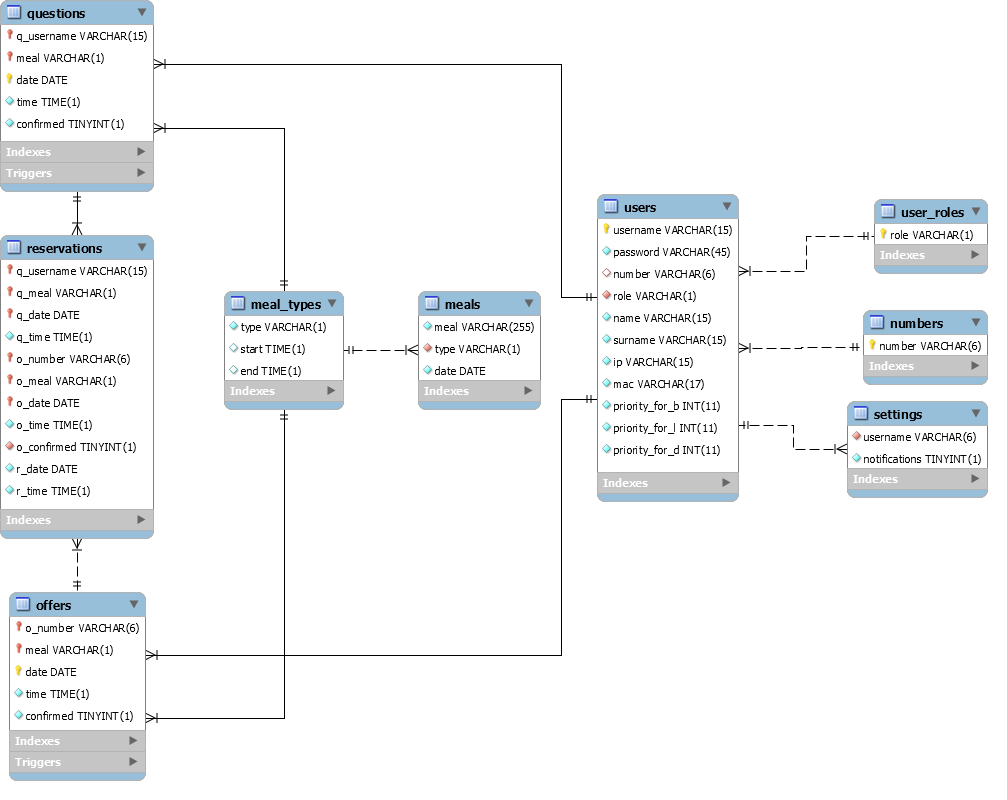 questions
q_username VARCHAR(15)
meal VARCHAR(1)
date DATE
time TIME(1)
confirmed TINYINT(1)
Indexes
Triggers
reservations
q_username VARCHAR(15)
q_meal VARCHAR(1)
q_date DATE
q_time TIME(1)
o_number VARCHAR(6)
o_meal VARCHAR(1)
o_date DATE
o_time TIME(1)
o_confirmed TINYINT(1)
r_date DATE
r_time TIME(1)
Indexes
offers
o_number VARCHAR(6)
meal VARCHAR(1)
date DATE
time TIME(1)
confirmed TINYINT(1)
Indexes
Triggers
meal_types
type VARCHAR(1)
start TIME(1)
end TIME(1)
Indexes
meals
meal VARCHAR(255)
type VARCHAR(1)
date DATE
Indexes
users
username VARCHAR(15)
password VARCHAR(45)
number VARCHAR(6)
role VARCHAR(1)
name VARCHAR(15)
surname VARCHAR(15)
ip VARCHAR(15)
mac VARCHAR(17)
priority_for_b INT(11)
priority_for_l INT(11)
priority_for_d INT(11)
Indexes
user_roles
role VARCHAR(1)
Indexes
numbers
number VARCHAR(6)
Indexes
settings
username VARCHAR(6)
notifications TINYINT(1)
Indexes